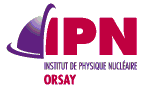 IPN
INSTITUT DE PHYSIQUE NUCLÉAIRE
ORSAY